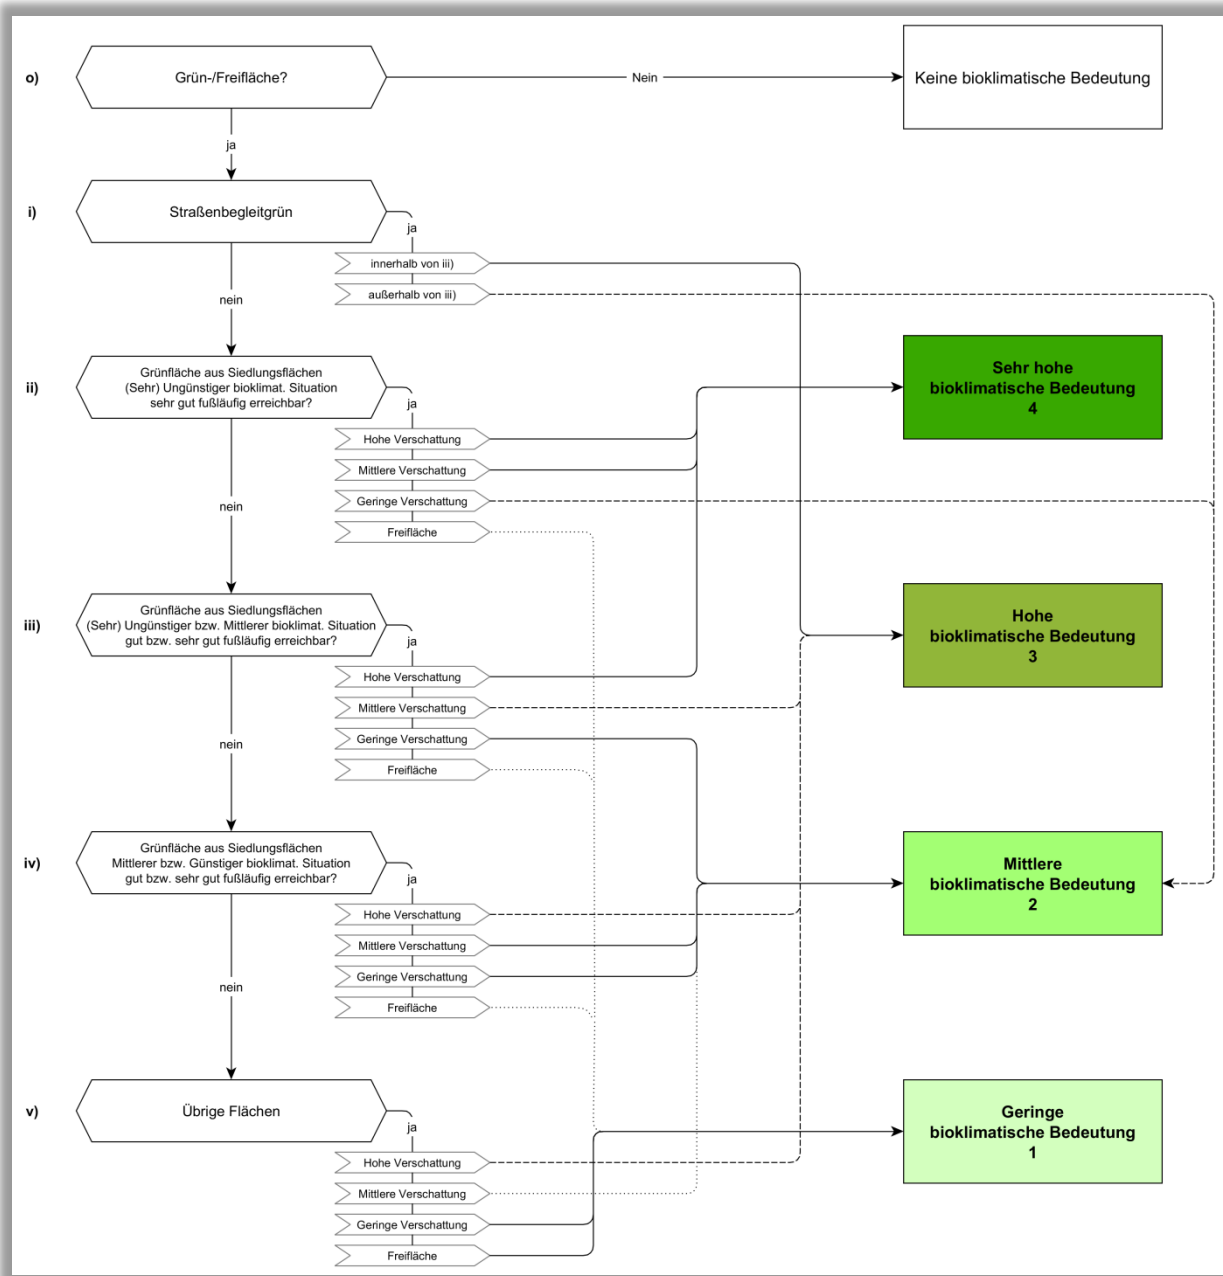 o)
Grün-/Freifläche?
Nein
Keine bioklimatische Bedeutung
ja
i)
Straßenbegleitgrün
ja
innerhalb von iii)
außerhalb von iii)
nein
ii)
Grünfläche aus Siedlungsflächen
(Sehr) Ungünstiger bioklimat. Situation
sehr gut fußläufig erreichbar?
ja
Hohe Verschattung
Mittlere Verschattung
Geringe Verschattung
Freifläche
Sehr hohe
bioklimatische Bedeutung
4
nein
iii)
Grünfläche aus Siedlungsflächen
(Sehr) Ungünstiger bzw. Mittlerer bioklimat. Situation
gut bzw. sehr gut fußläufig erreichbar?
ja
Hohe Verschattung
Mittlere Verschattung
Geringe Verschattung
Freifläche
Hohe
bioklimatische Bedeutung
3
nein
iv)
Grünfläche aus Siedlungsflächen
Mittlerer bzw. Günstiger bioklimat. Situation
gut bzw. sehr gut fußläufig erreichbar?
ja
Hohe Verschattung
Mittlere Verschattung
Geringe Verschattung
Freifläche
Mittlere
bioklimatische Bedeutung
2
nein
v)
Übrige Flächen
ja
Hohe Verschattung
Mittlere Verschattung
Geringe Verschattung
Freifläche
Geringe
bioklimatische Bedeutung
1